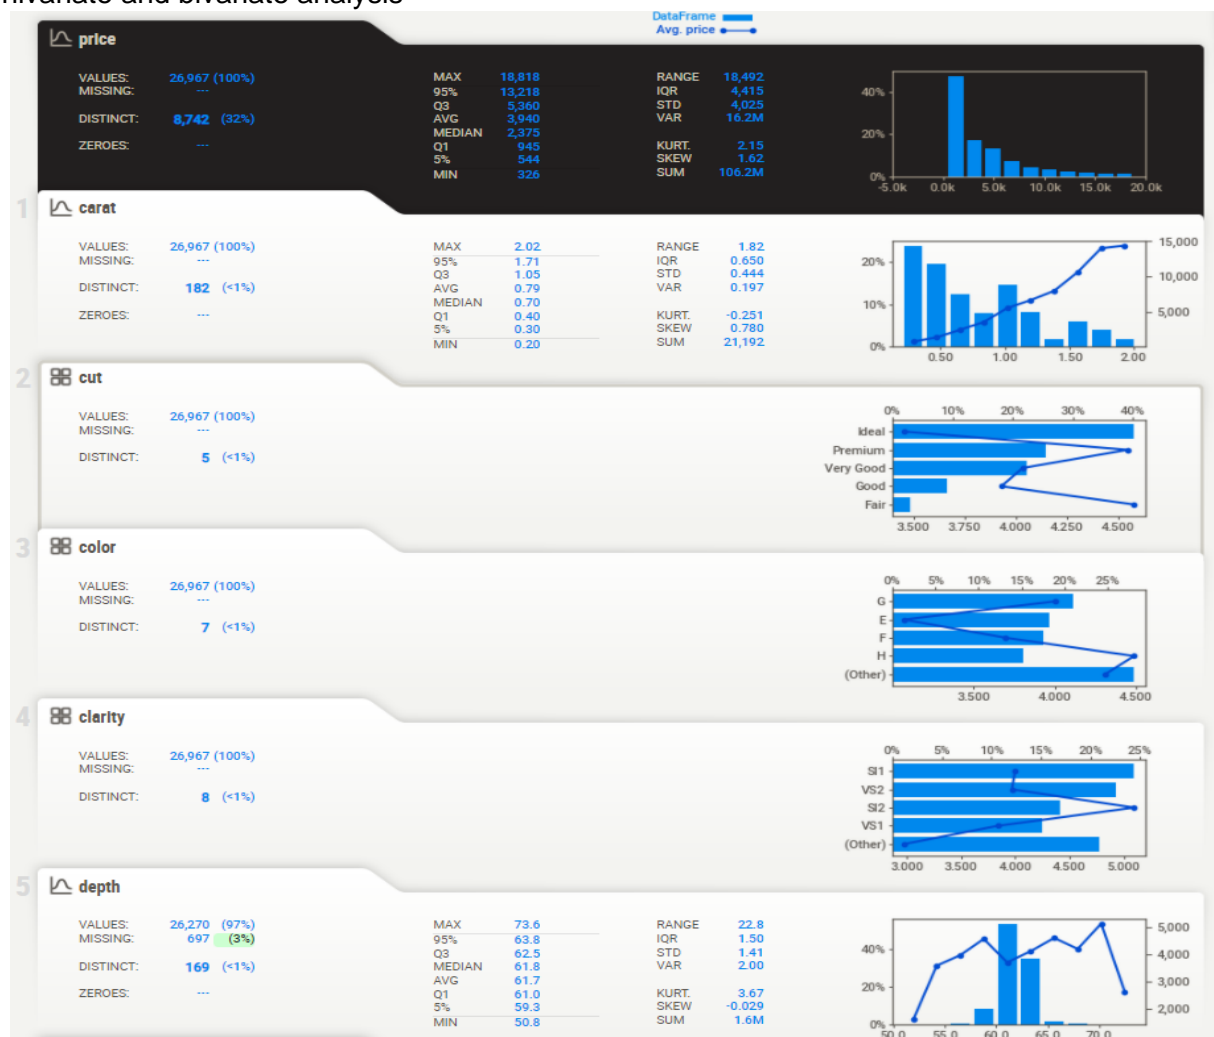 nivariate and bivariate analysis
DataFrame
Avg. price
price
VALUES: 26,967 (100%)
MISSING: ---
DISTINCT: 8,742 (32%)
ZEROES: ---
MAX 18,818
95% 13,218
Q3 5,360
AVG 3,940
MEDIAN 2,375
Q1 945
5% 544
MIN 326
RANGE 18,492
IQR 4,415
STD 4,025
VAR 16.2M
KURT. 2.15
SKEW 1.62
SUM 106.2M
40%
20%
0%
-5.0k 0.0k 5.0k 10.0k 15.0k 20.0k
1 carat
VALUES: 26,967 (100%)
MISSING: ---
DISTINCT: 182 (<1%)
ZEROES: ---
MAX 2.02
95% 1.71
Q3 1.05
AVG 0.79
MEDIAN 0.70
Q1 0.40
5% 0.30
MIN 0.20
RANGE 1.82
IQR 0.650
STD 0.444
VAR 0.197
KURT. -0.251
SKEW 0.780
SUM 21,192
20%
10%
0%
15,000
10,000
5,000
0.50 1.00 1.50 2.00
2 cut
VALUES: 26,967 (100%)
MISSING: ---
DISTINCT: 5 (<1%)
0% 10% 20% 30% 40%
Ideal
Premium
Very Good
Good
Fair
3.500 3.750 4.000 4.250 4.500
3 color
VALUES: 26,967 (100%)
MISSING: ---
DISTINCT: 7 (<1%)
0% 5% 10% 15% 20% 25%
G
E
F
H
(Other)
3.500 4.000 4.500
4 clarity
VALUES: 26,967 (100%)
MISSING: ---
DISTINCT: 8 (<1%)
0% 5% 10% 15% 20% 25%
SI1
VS2
SI2
VS1
(Other)
3.000 3.500 4.000 4.500 5.000
5 depth
VALUES: 26,270 (97%)
MISSING: 697 (3%)
DISTINCT: 169 (<1%)
ZEROES: ---
MAX 73.6
95% 63.8
Q3 62.5
MEDIAN 61.8
AVG 61.7
Q1 61.0
5% 59.3
MIN 50.8
RANGE 22.8
IQR 1.50
STD 1.41
VAR 2.00
KURT. 3.67
SKEW -0.029
SUM 1.6M
40%
20%
0%
5,000
4,000
3,000
2,000
50.0 55.0 60.0 65.0 70.0